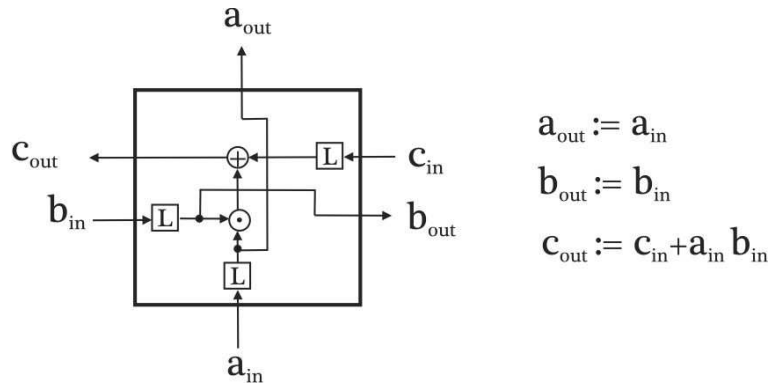 a_out
c_out
L
c_in
b_in
L
b_out
L
a_in
a_out := a_in
b_out := b_in
c_out := c_in+a_in b_in